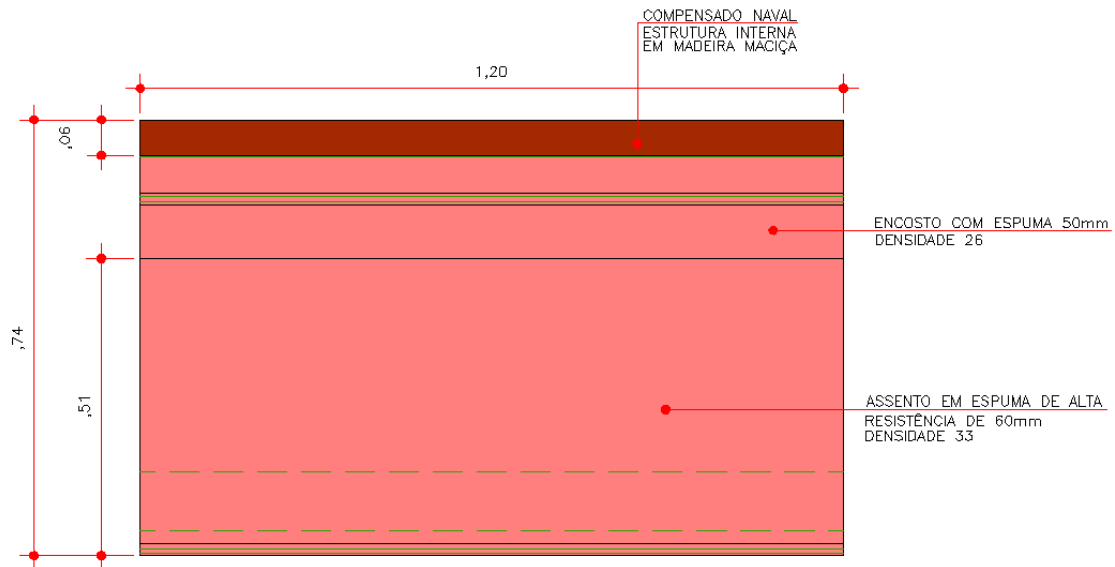 COMPENSADO NAVAL
ESTRUTURA INTERNA
EM MADEIRA MACIÇA
1,20
,06
ENCOSTO COM ESPUMA 50mm
DENSIDADE 26
,74
,51
ASSENTO EM ESPUMA DE ALTA
RESISTÊNCIA DE 60mm
DENSIDADE 33